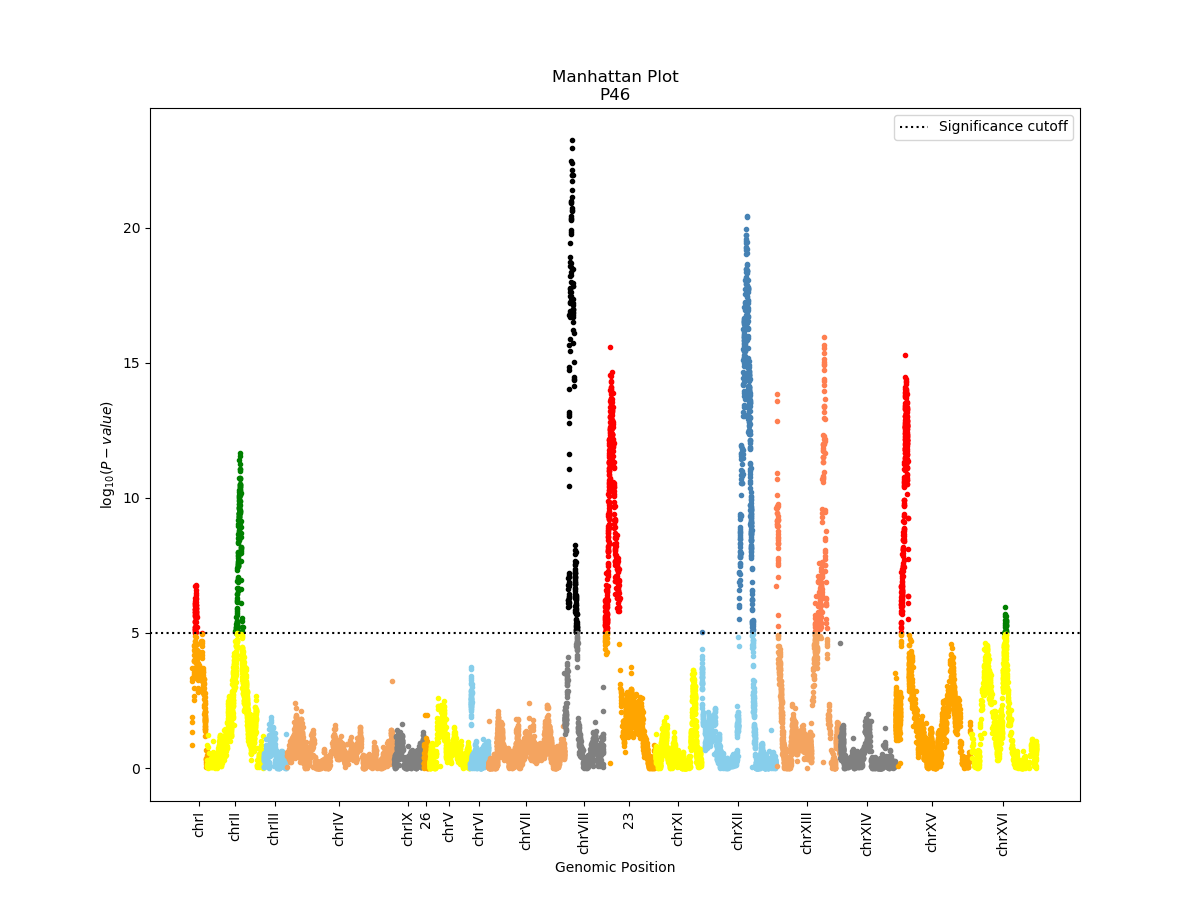 Manhattan Plot
P46
Significance cutoff
20
15
10
5
0
log10(P − value)
chrI
chrII
chrIII
chrIV
chrIX
26
chrV
chrVI
chrVII
chrVIII
23
chrXI
chrXII
chrXIII
chrXIV
chrXV
chrXVI
Genomic Position